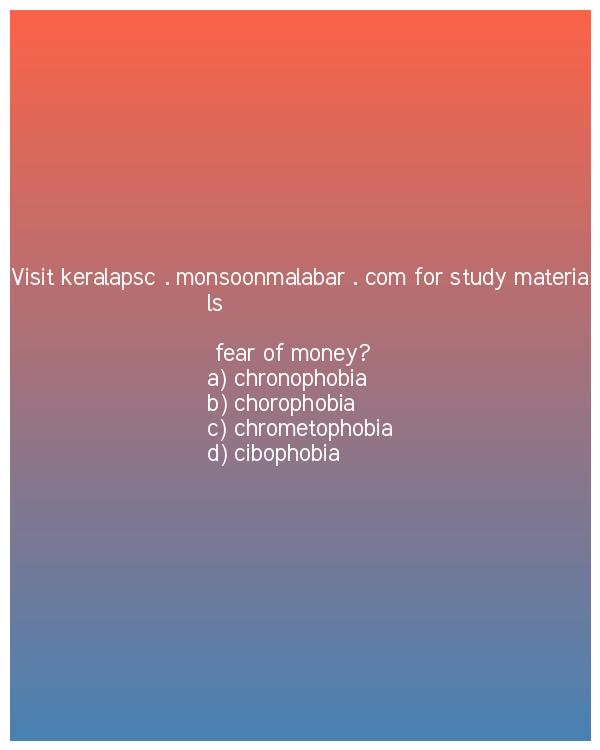 Visit keralapsc . monsoonmalabar . com for study materia
ls
fear of money?
a) chronophobia
b) chorophobia
c) chrometophobia
d) cibophobia